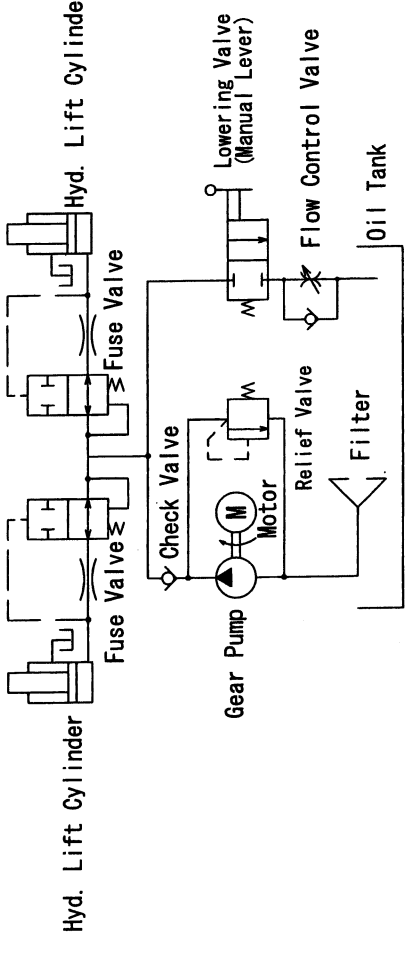 Hyd. Lift Cylinder
Hyd. Lift Cylinde
Fuse Valve
Fuse Valve
Check Valve
Lowering Valve
(Manual Lever)
Flow Control Valve
Gear Pump
M
Motor
Relief Valve
Filter
Oil Tank